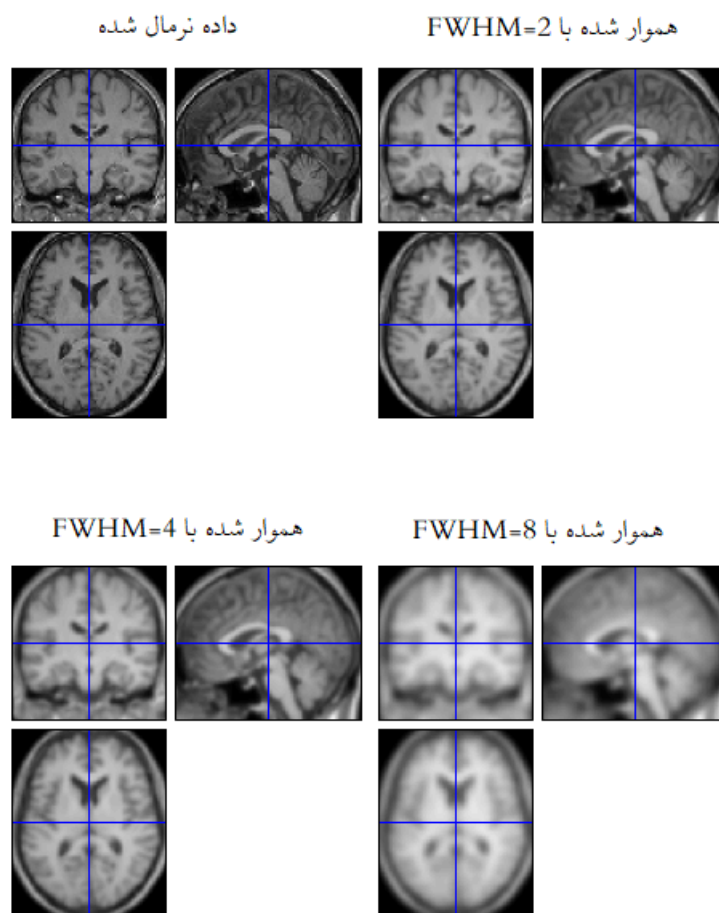 داده نرمال شده
هموار شده با FWHM=2
هموار شده با FWHM=4
هموار شده با FWHM=8